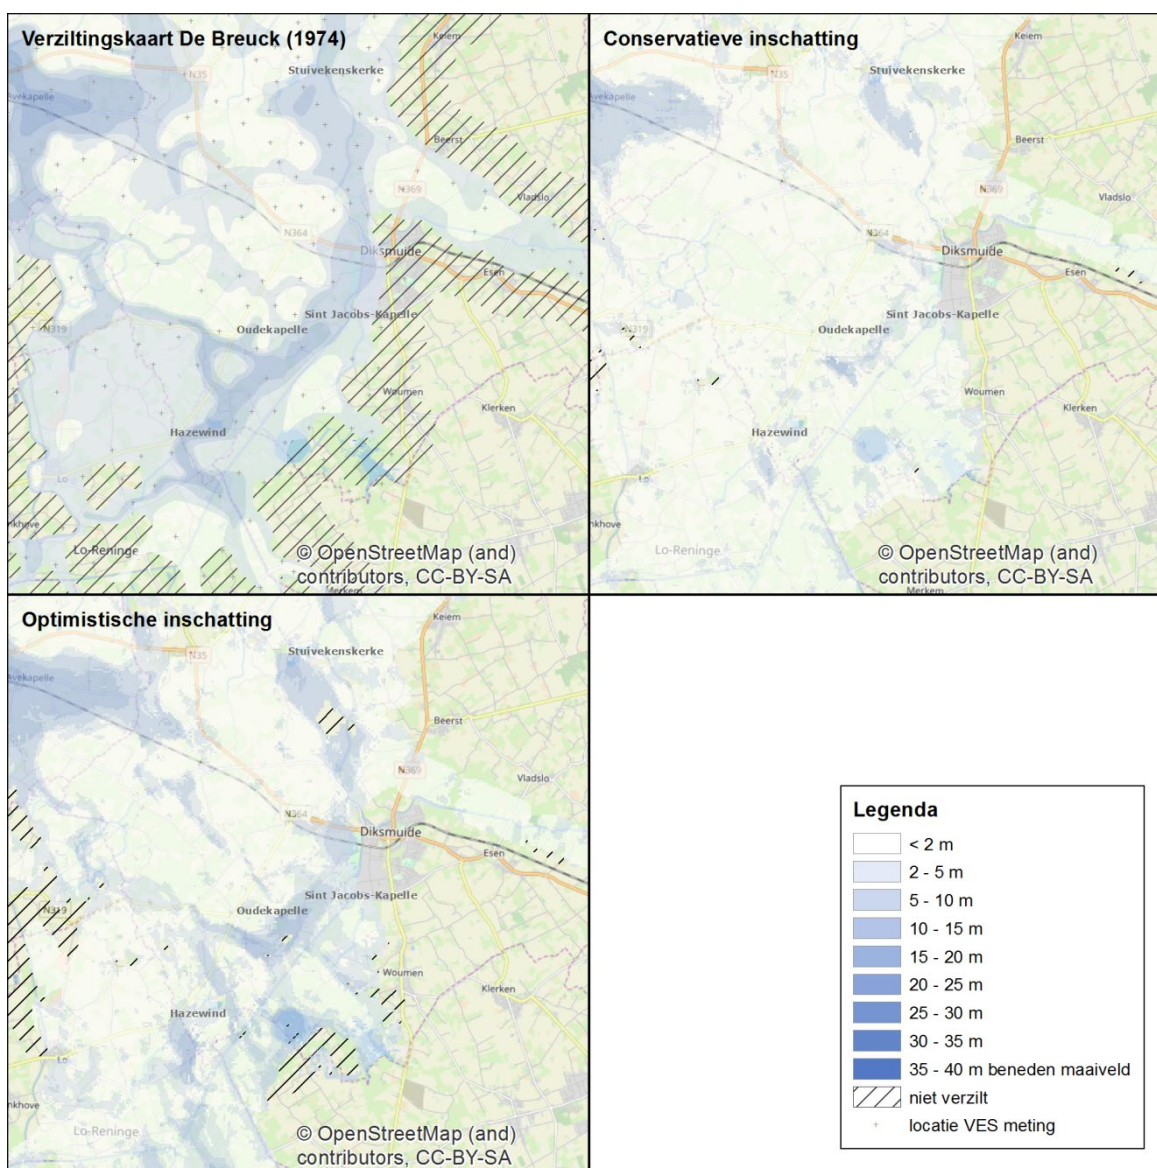 Verziltingskaart De Breuck (1974)
Keiem
N35
Stuivekenskerke
Avekapelle
Beerst
N369
Vladslo
N364
Diksmuide
Esen
Sint Jacobs-Kapelle
Oudekapelle
N319
Woumen
Klerken
Hazewind
Lo
nkhove
Lo-Reninge
© OpenStreetMap (and)
contributors, CC-BY-SA
Merkem
Conservatieve inschatting
Keiem
N35
Stuivekenskerke
Avekapelle
Beerst
N369
Vladslo
N364
Diksmuide
Esen
Sint Jacobs-Kapelle
Oudekapelle
N319
Woumen
Klerken
Hazewind
Lo
nkhove
Lo-Reninge
© OpenStreetMap (and)
contributors, CC-BY-SA
Merkem
Optimistische inschatting
Keiem
N35
Stuivekenskerke
Avekapelle
Beerst
N369
Vladslo
N364
Diksmuide
Esen
Sint Jacobs-Kapelle
Oudekapelle
N319
Woumen
Klerken
Hazewind
Lo
nkhove
Lo-Reninge
© OpenStreetMap (and)
contributors, CC-BY-SA
Merkem
Legenda
< 2 m
2 - 5 m
5 - 10 m
10 - 15 m
15 - 20 m
20 - 25 m
25 - 30 m
30 - 35 m
35 - 40 m beneden maaiveld
niet verzilt
locatie VES meting